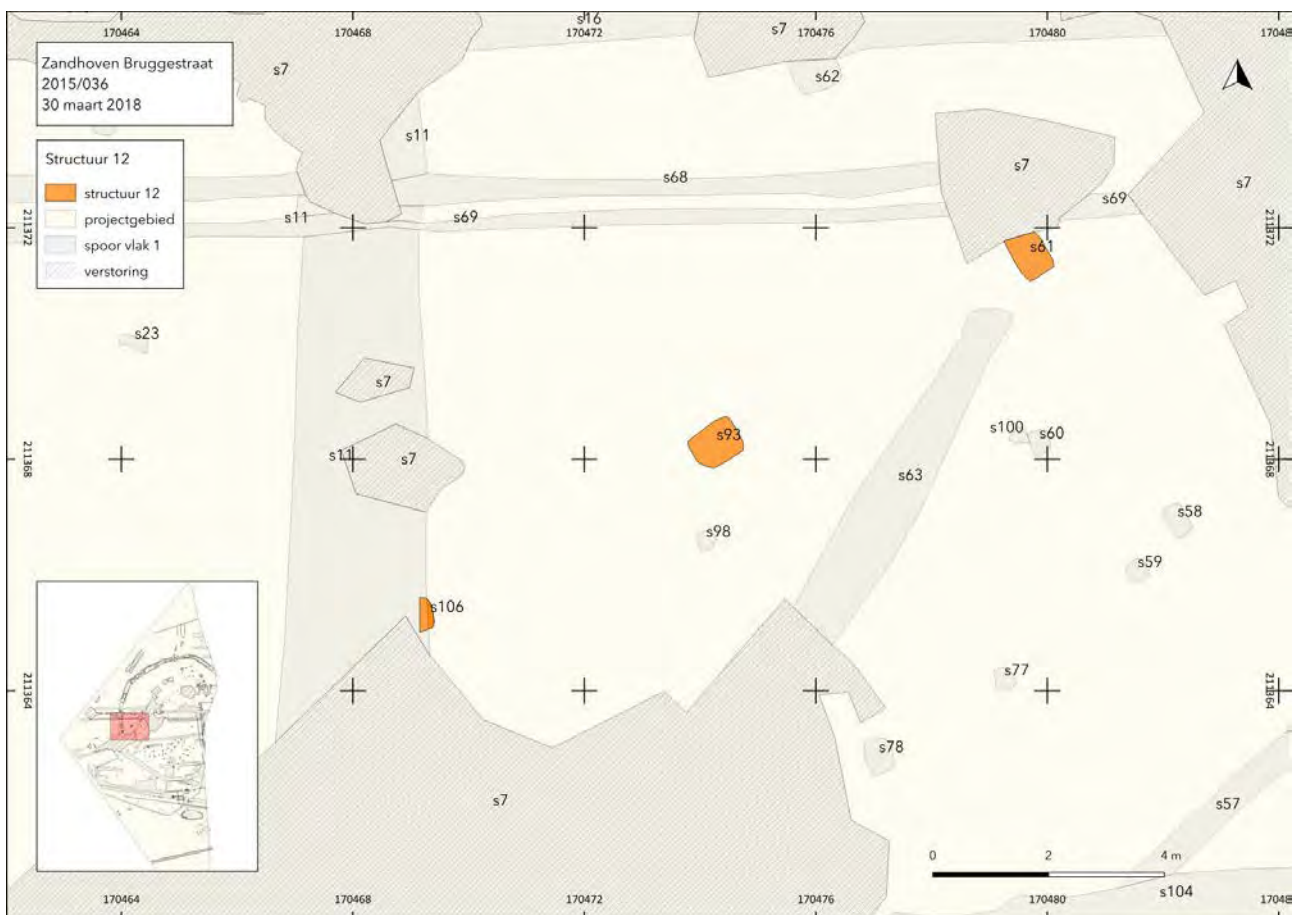 170464
170468
170472
170476
170480
s16
s7
s62
s7
Zandhoven Bruggestraat
2015/036
30 maart 2018
s11
Structuur 12
structuur 12
projectgebied
spoor vlak 1
verstoring
s68
s7
s7
s11
s69
s69
211372
211372
s61
s23
s7
s93
s100
s60
s11
s7
211368
211368
s63
s98
s58
s59
s106
s77
211364
211364
s78
s7
s57
0
2
4 m
s104
170464
170468
170472
170476
170480